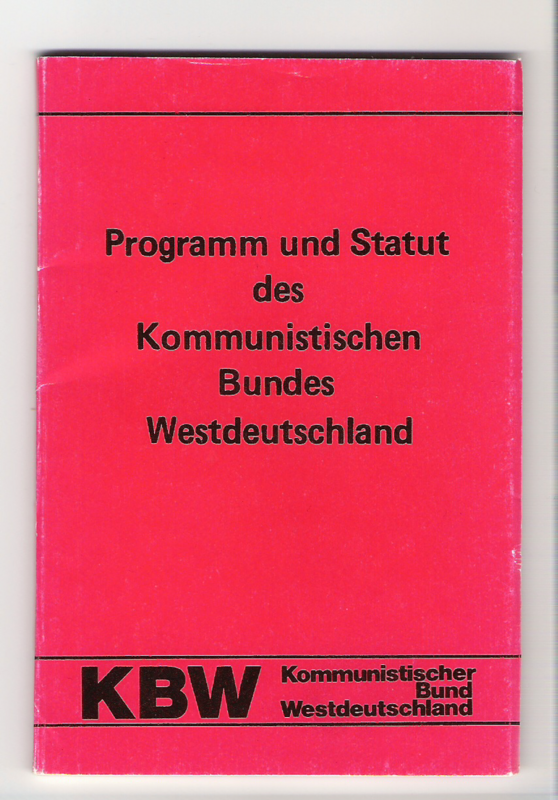 Programm und Statut
des
Kommunistischen
Bundes
Westdeutschland
KBW
Kommunistischer
Bund
Westdeutschland